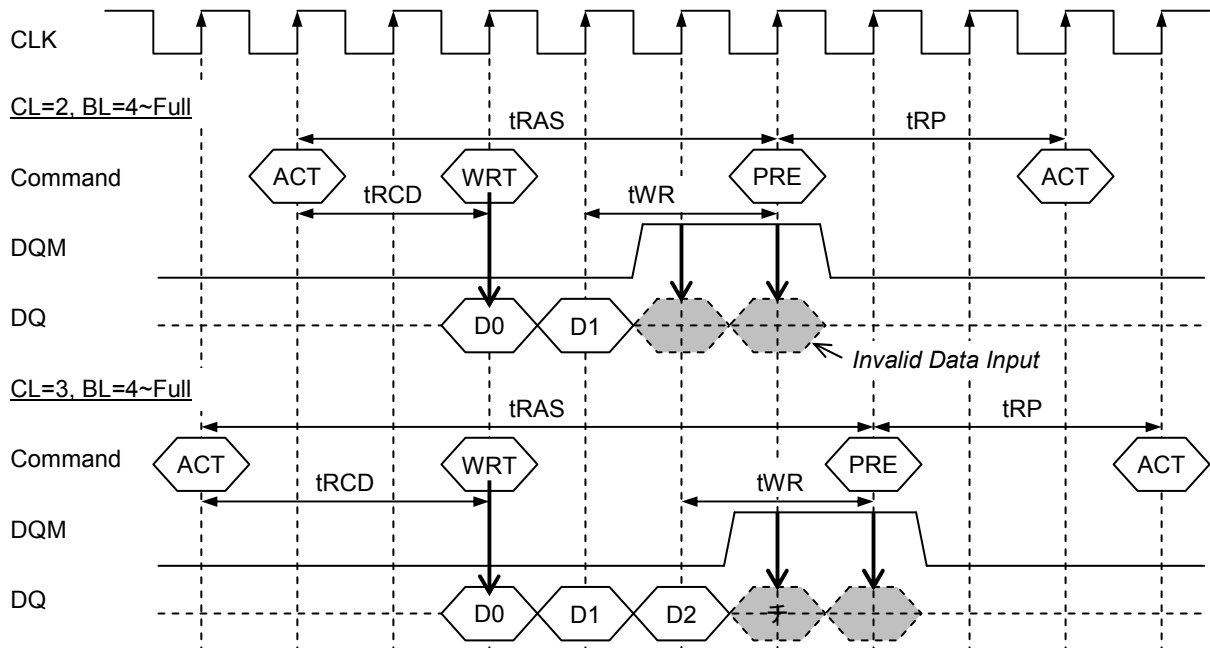 CLK
CL=2, BL=4~Full
tRAS tRP
Command ACT WRT PRE ACT
tRCD tWR
DQM
DQ D0 D1
Invalid Data Input
CL=3, BL=4~Full
tRAS tRP
Command ACT WRT PRE ACT
tRCD tWR
DQM
DQ D0 D1 D2 チ